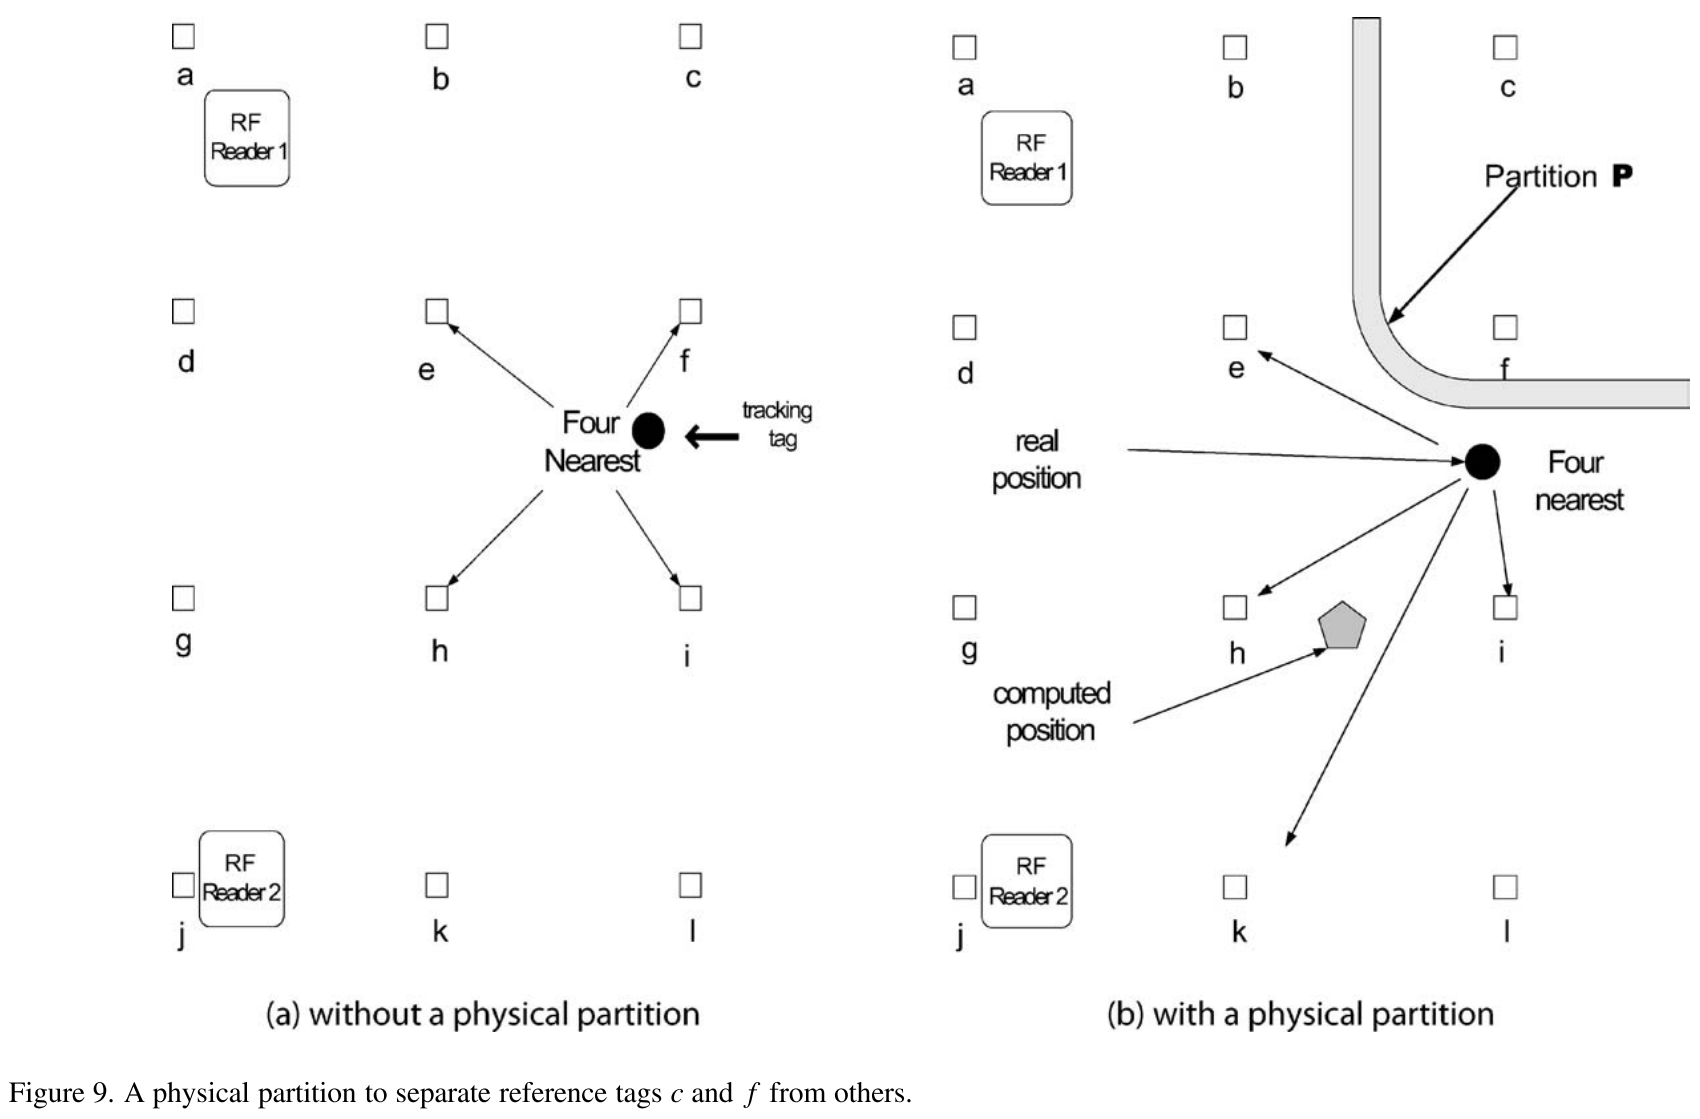 a
b
c
RF
Reader 1
d
e
f
Four
Nearest
tracking
tag
g
h
i
RF
Reader 2
j
k
l
(a) without a physical partition
a
b
c
RF
Reader 1
Partition P
d
e
f
real
position
Four
nearest
g
h
i
computed
position
RF
Reader 2
j
k
l
(b) with a physical partition
Figure 9. A physical partition to separate reference tags c and f from others.